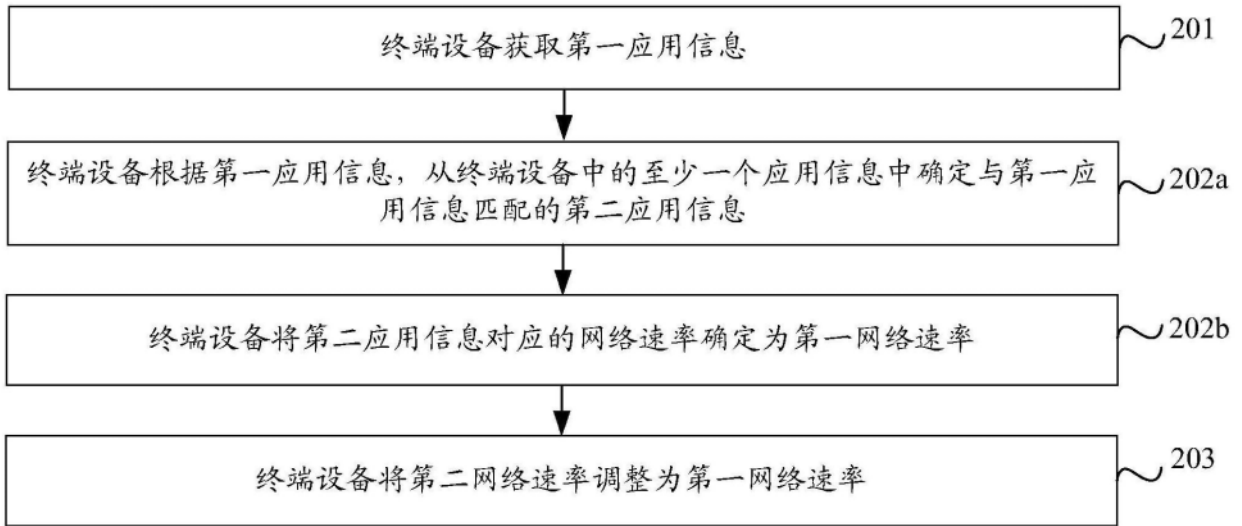 终端设备获取第一应用信息
201
终端设备根据第一应用信息，从终端设备中的至少一个应用信息中确定与第一应
用信息匹配的第二应用信息
202a
终端设备将第二应用信息对应的网络速率确定为第一网络速率
202b
终端设备将第二网络速率调整为第一网络速率
203